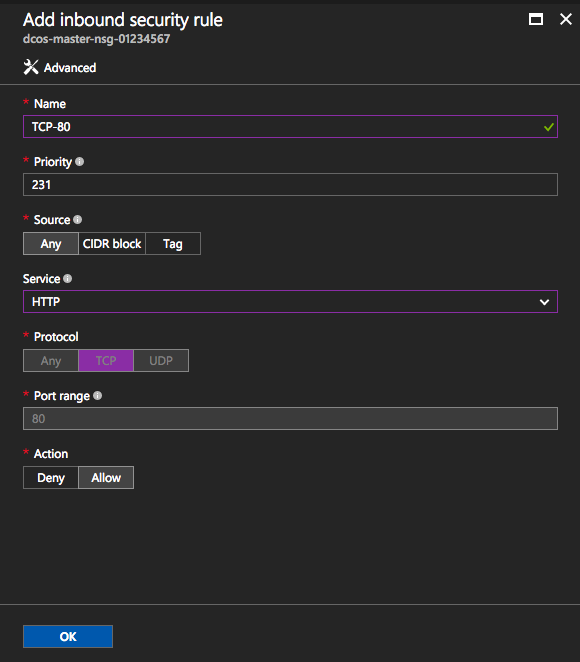 Add inbound security rule
dcos-master-nsg-01234567
Advanced
* Name
TCP-80
* Priority
231
* Source
Any CIDR block Tag
Service
HTTP
* Protocol
Any TCP UDP
* Port range
80
* Action
Deny Allow
OK